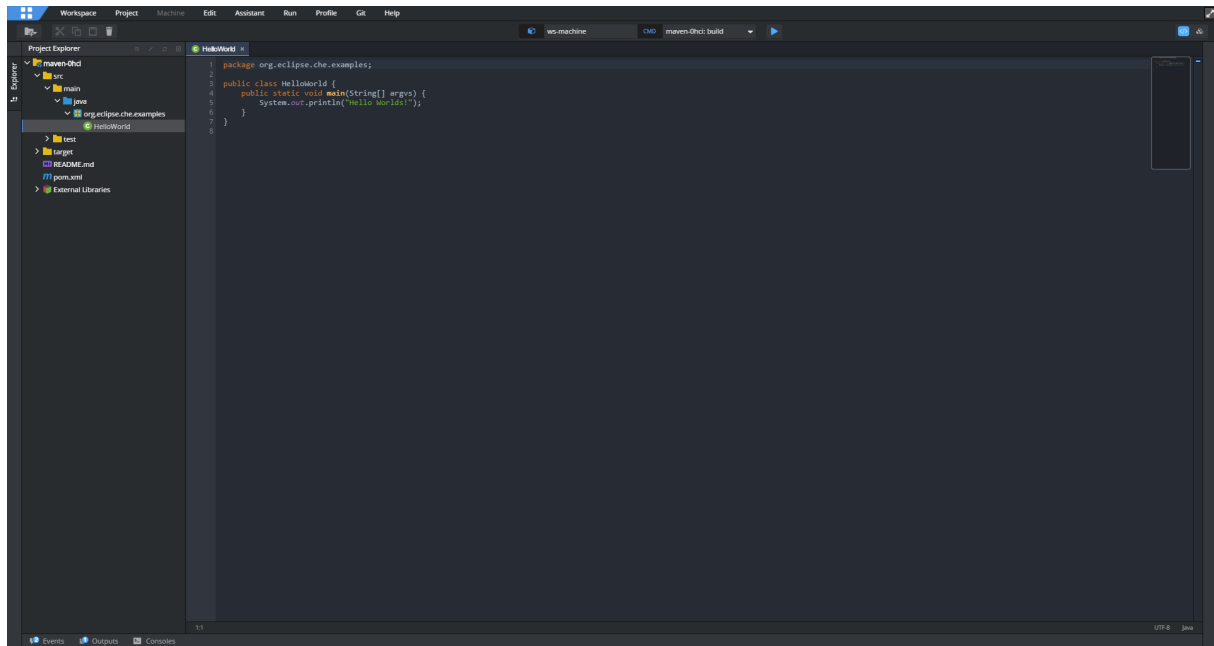 Workspace Project Machine Edit Assistant Run Profile Git Help
ws-machine CMD maven-0hci: build
Project Explorer
HelloWorld ×
Explorer
maven-0hci
src
main
java
org.eclipse.che.examples
HelloWorld
test
target
README.md
pom.xml
External Libraries
1 package org.eclipse.che.examples;
2
3 public class HelloWorld {
4 public static void main(String[] argvs) {
5 System.out.println("Hello Worlds!");
6 }
7 }
8
1:1 UTF-8 Java
2 Events 1 Outputs Consoles